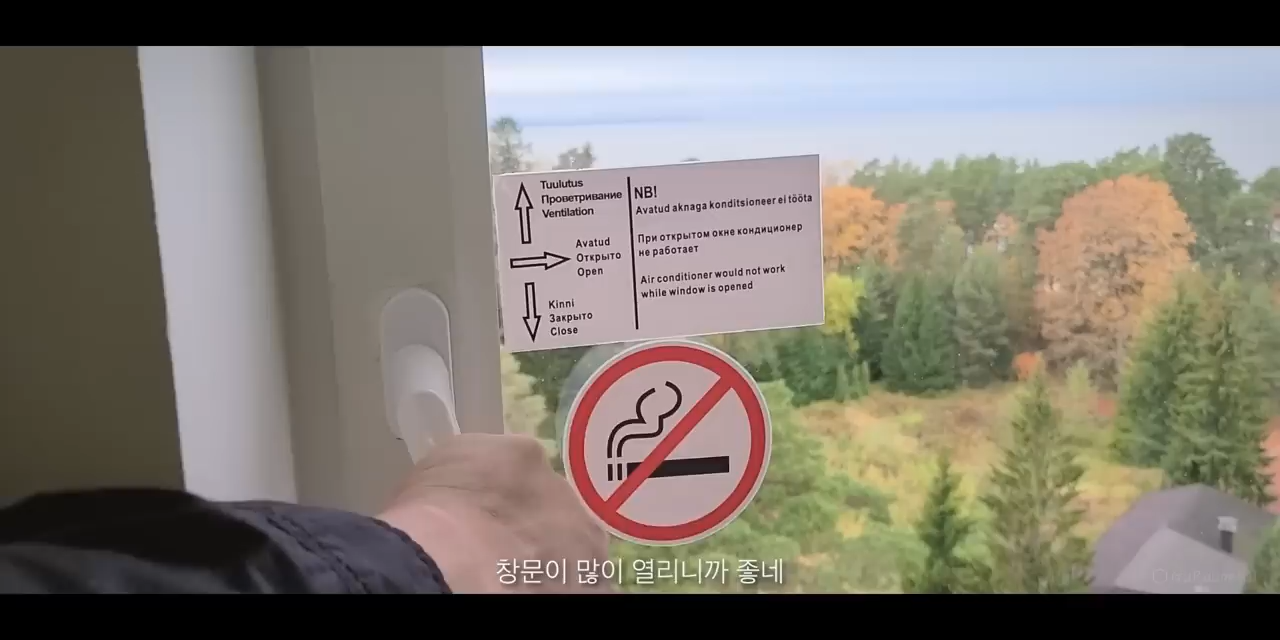 Tuulutus
Проветривание
Ventilation
Avatud
Открыто
Open
Kinni
Закрыто
Close
NB!
Avatud aknaga konditsioneer ei tööta
При открытом окне кондиционер
не работает
Air conditioner would not work
while window is opened
창문이 많이 열리니까 좋네